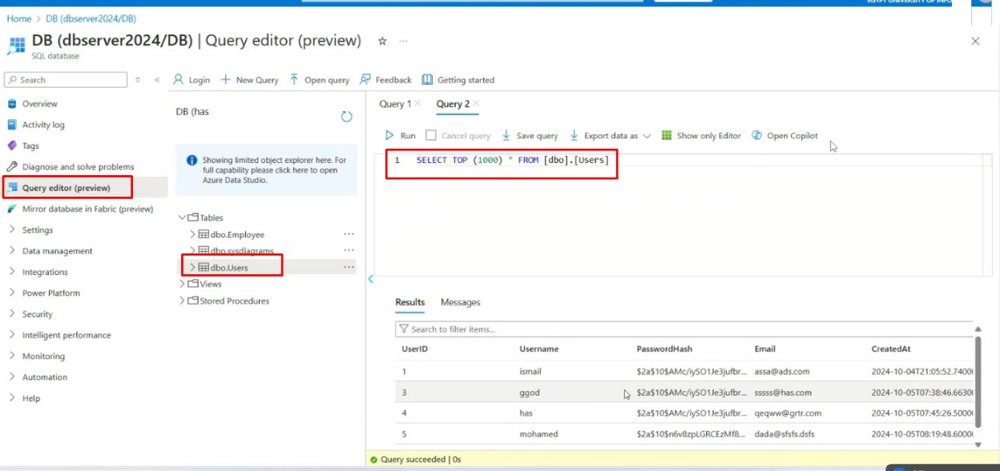 EGYPT UNIVERSITY OF INFO
Home > DB (dbserver2024/DB)
DB (dbserver2024/DB) | Query editor (preview)
SQL database
Search
Overview
Activity log
Tags
Diagnose and solve problems
Query editor (preview)
Mirror database in Fabric (preview)
Settings
Data management
Integrations
Power Platform
Security
Intelligent performance
Monitoring
Automation
Help
Login New Query Open query Feedback Getting started
DB (has
Showing limited object explorer here. For
full capability please click here to open
Azure Data Studio.
Tables
dbo.Employee
dbo.sysdiagrams
dbo.Users
Views
Stored Procedures
Query 1 Query 2
Run Cancel query Save query Export data as Show only Editor Open Copilot
1 SELECT TOP (1000) * FROM [dbo].[Users]
Results Messages
Search to filter items...
UserID Username PasswordHash Email CreatedAt
1 ismail $2a$10$AMc/iySO1Je3jufbr... assa@ads.com 2024-10-04T21:05:52.7400
3 ggod $2a$10$AMc/iySO1Je3jufbr... sssss@has.com 2024-10-05T07:38:46.6630
4 has $2a$10$AMc/iySO1Je3jufbr... qeqww@grtr.com 2024-10-05T07:45:26.5000
5 mohamed $2a$10$n6v8zpLGRCEzMf8... dada@sfsfs.dsfs 2024-10-05T08:19:48.6000
Query succeeded | 0s